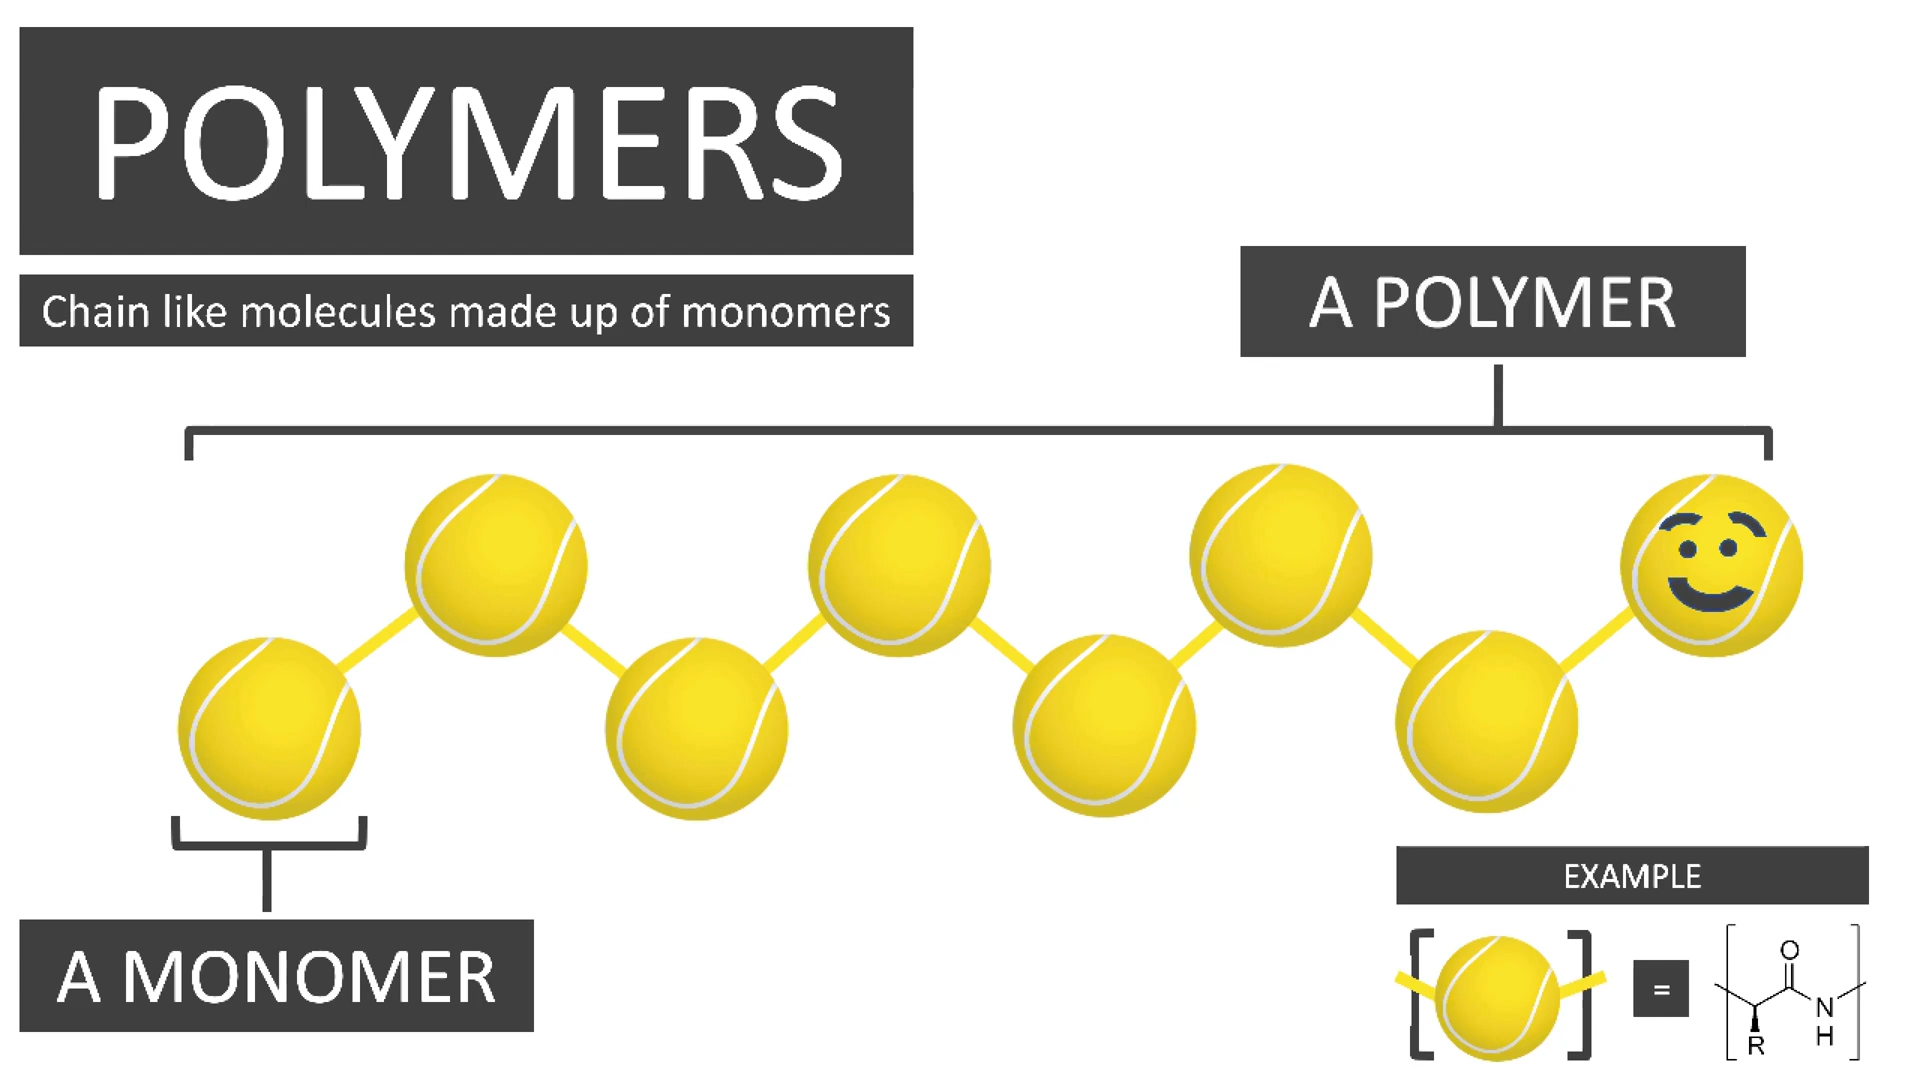 POLYMERS
Chain like molecules made up of monomers
A POLYMER
A MONOMER
EXAMPLE
=
O
N
H
R